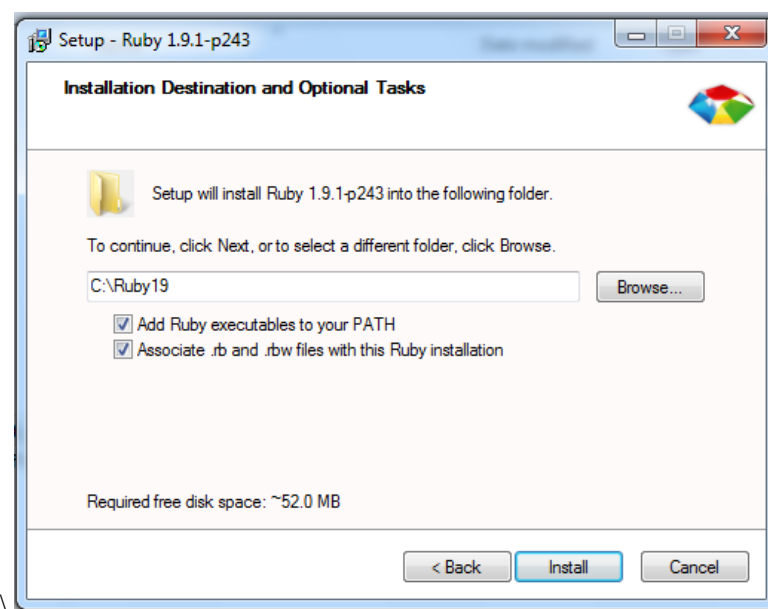 Setup - Ruby 1.9.1-p243
Installation Destination and Optional Tasks
Setup will install Ruby 1.9.1-p243 into the following folder.
To continue, click Next, or to select a different folder, click Browse.
C:\Ruby19
Browse...
Add Ruby executables to your PATH
Associate .rb and .rbw files with this Ruby installation
Required free disk space: ~52.0 MB
< Back
Install
Cancel
\